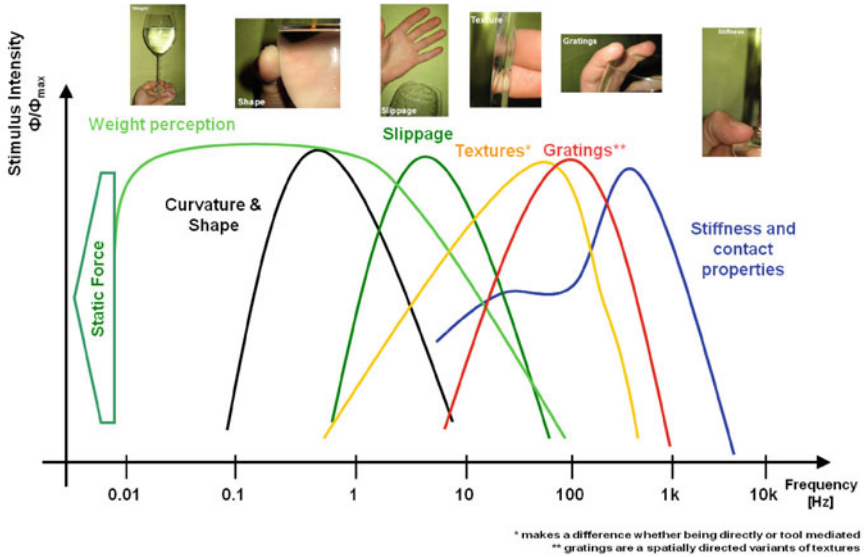 Weight
Shape
Slippage
Texture
Gratings
Stiffness
Stimulus Intensity
Φ/Φmax
Weight perception
Slippage
Textures*
Gratings**
Curvature &
Shape
Stiffness and
contact
properties
Static Force
0.01
0.1
1
10
100
1k
10k
Frequency
[Hz]
* makes a difference whether being directly or tool mediated
** gratings are a spatially directed variants of textures